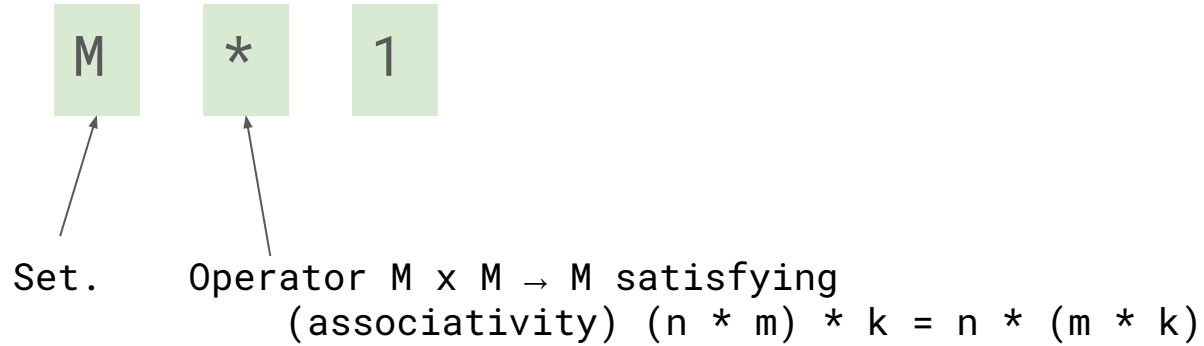 M * 1
Set. Operator M x M → M satisfying
(associativity) (n * m) * k = n * (m * k)